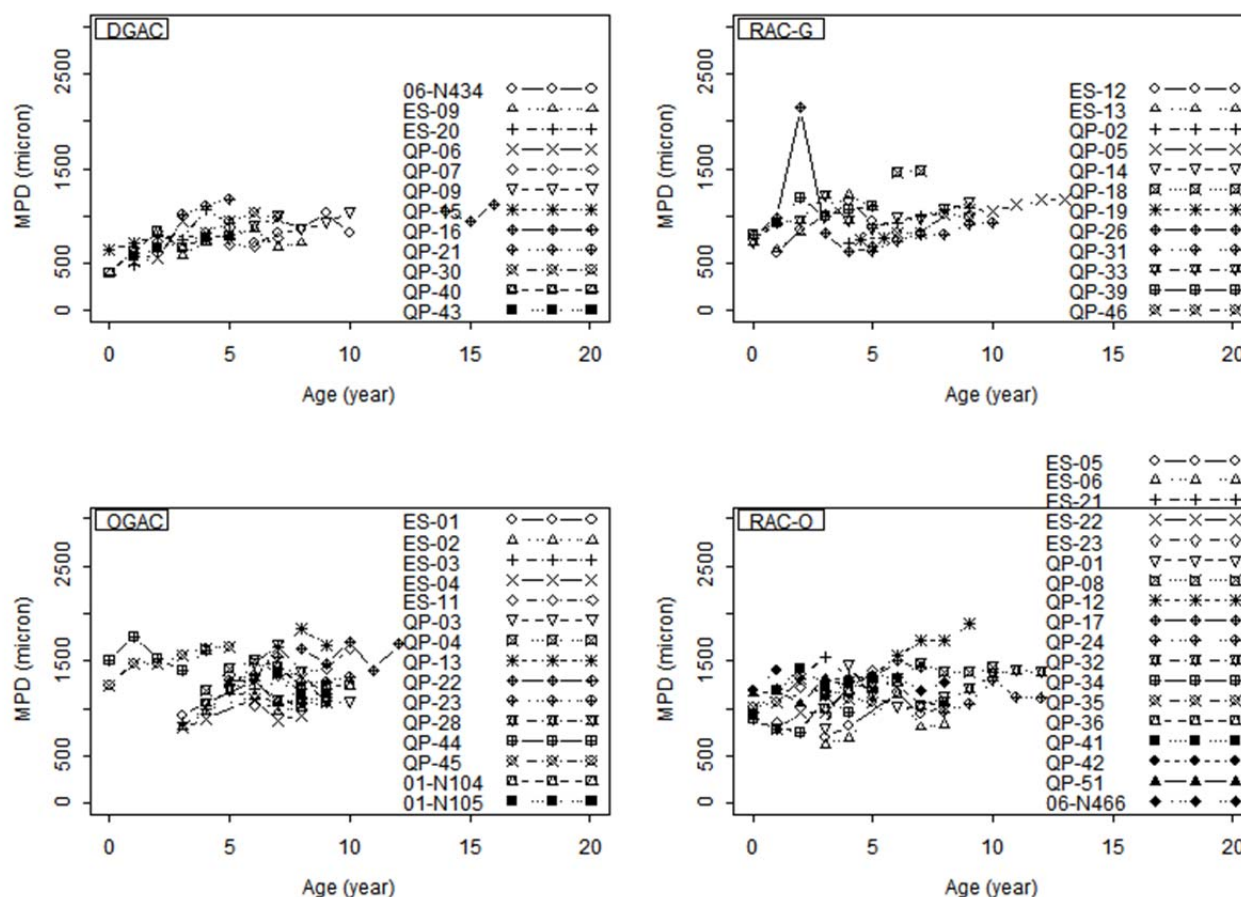 DGAC
MPD (micron)
2500
1500
500
0
06-N434
ES-09
ES-20
QP-06
QP-07
QP-09
QP-15
QP-16
QP-21
QP-30
QP-40
QP-43
0 5 10 15 20
Age (year)
RAC-G
MPD (micron)
2500
1500
500
0
ES-12
ES-13
QP-02
QP-05
QP-14
QP-18
QP-19
QP-26
QP-31
QP-33
QP-39
QP-46
0 5 10 15 20
Age (year)
OGAC
MPD (micron)
2500
1500
500
0
ES-01
ES-02
ES-03
ES-04
ES-11
QP-03
QP-04
QP-13
QP-22
QP-23
QP-28
QP-44
QP-45
01-N104
01-N105
0 5 10 15 20
Age (year)
RAC-O
MPD (micron)
2500
1500
500
0
ES-05
ES-06
ES-21
ES-22
ES-23
QP-01
QP-08
QP-12
QP-17
QP-24
QP-32
QP-34
QP-35
QP-36
QP-41
QP-42
QP-51
06-N466
0 5 10 15 20
Age (year)